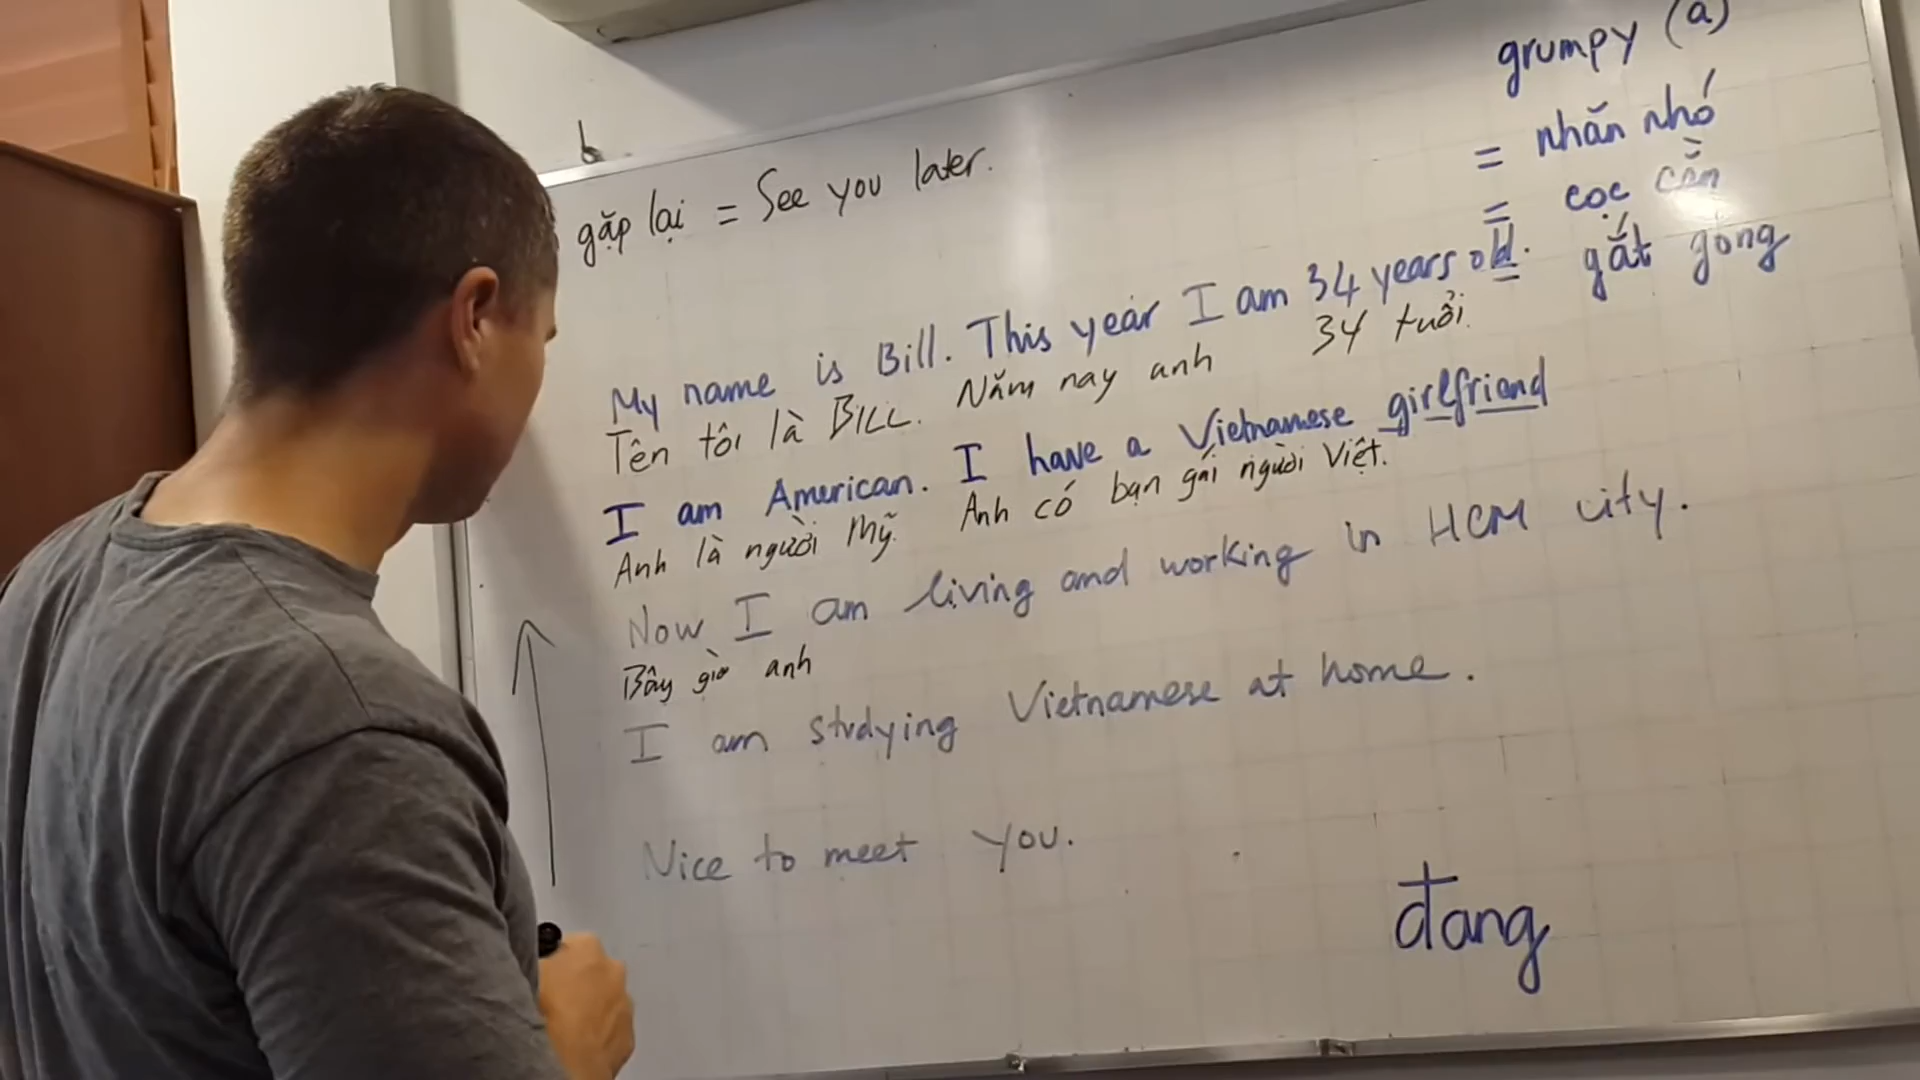 grumpy (a)
= nhăn nhó
= cọc cằn
gắt gỏng
gặp lại = See you later.
My name is Bill. This year I am 34 years old.
Tên tôi là BILL. Năm nay anh 34 tuổi.
I am American. I have a Vietnamese girlfriend
Anh là người Mỹ. Anh có bạn gái người Việt.
Now I am living and working in HCM city.
Bây giờ anh
I am studying Vietnamese at home.
Nice to meet you.
đang